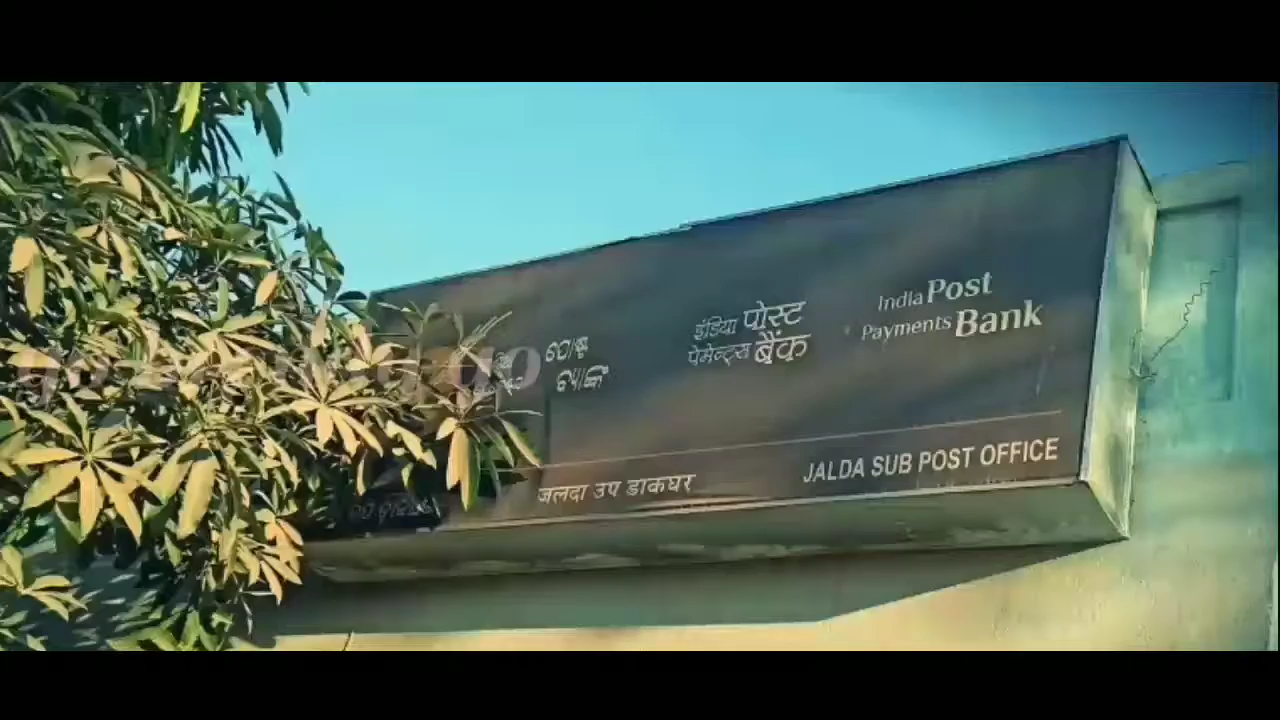 ପୋଷ୍ଟ
ବ୍ୟାଙ୍କ
इंडिया पोस्ट
पेमेन्ट्स बैंक
India Post
Payments Bank
जलदा उप डाकघर
JALDA SUB POST OFFICE